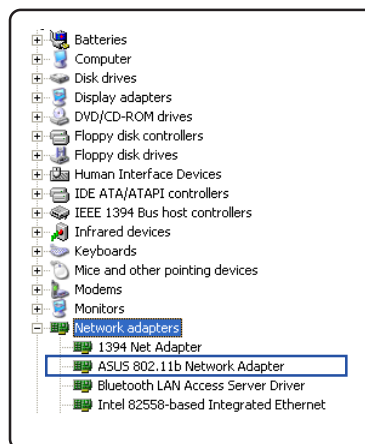 Batteries
Computer
Disk drives
Display adapters
DVD/CD-ROM drives
Floppy disk controllers
Floppy disk drives
Human Interface Devices
IDE ATA/ATAPI controllers
IEEE 1394 Bus host controllers
Infrared devices
Keyboards
Mice and other pointing devices
Modems
Monitors
Network adapters
1394 Net Adapter
ASUS 802.11b Network Adapter
Bluetooth LAN Access Server Driver
Intel 82558-based Integrated Ethernet